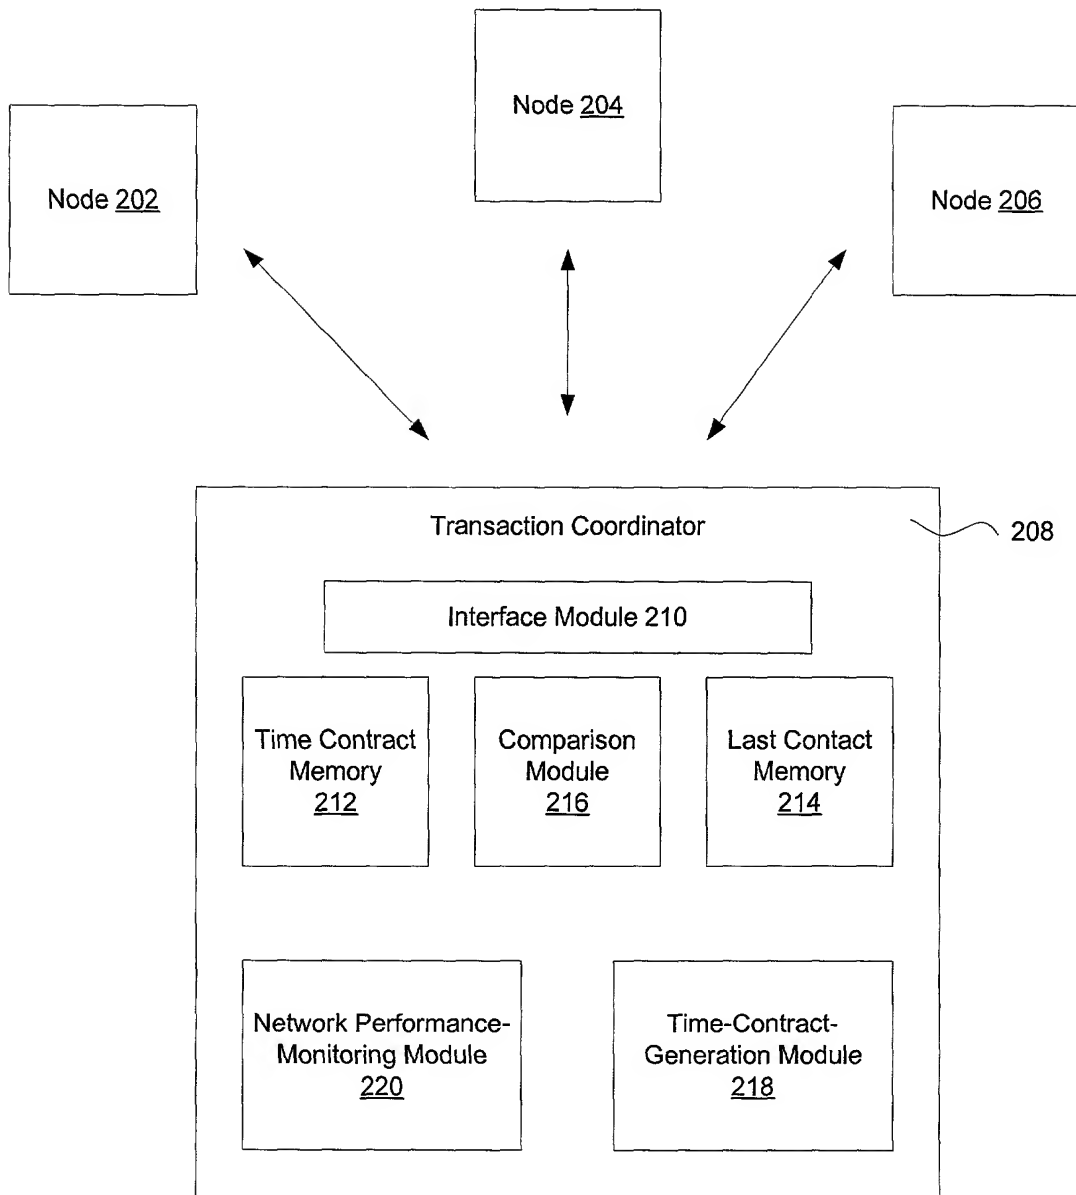 Node 204
Node 202
Node 206
Transaction Coordinator
208
Interface Module 210
Time Contract
Memory
212
Comparison
Module
216
Last Contact
Memory
214
Network Performance-
Monitoring Module
220
Time-Contract-
Generation Module
218